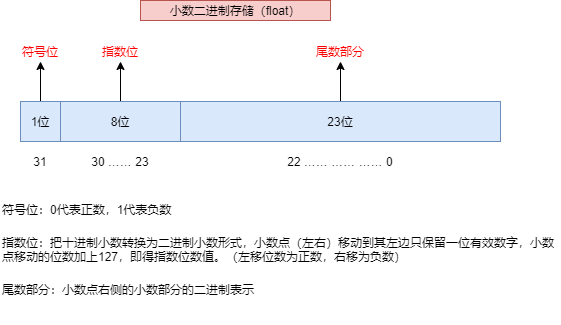 小数二进制存储（float）
符号位 指数位 尾数部分
1位 8位 23位
31 30 …… 23 22 …… …… …… 0
符号位：0代表正数，1代表负数
指数位：把十进制小数转换为二进制小数形式，小数点（左右）移动到其左边只保留一位有效数字，小数
点移动的位数加上127，即得指数位数值。（左移位数为正数，右移为负数）
尾数部分：小数点右侧的小数部分的二进制表示